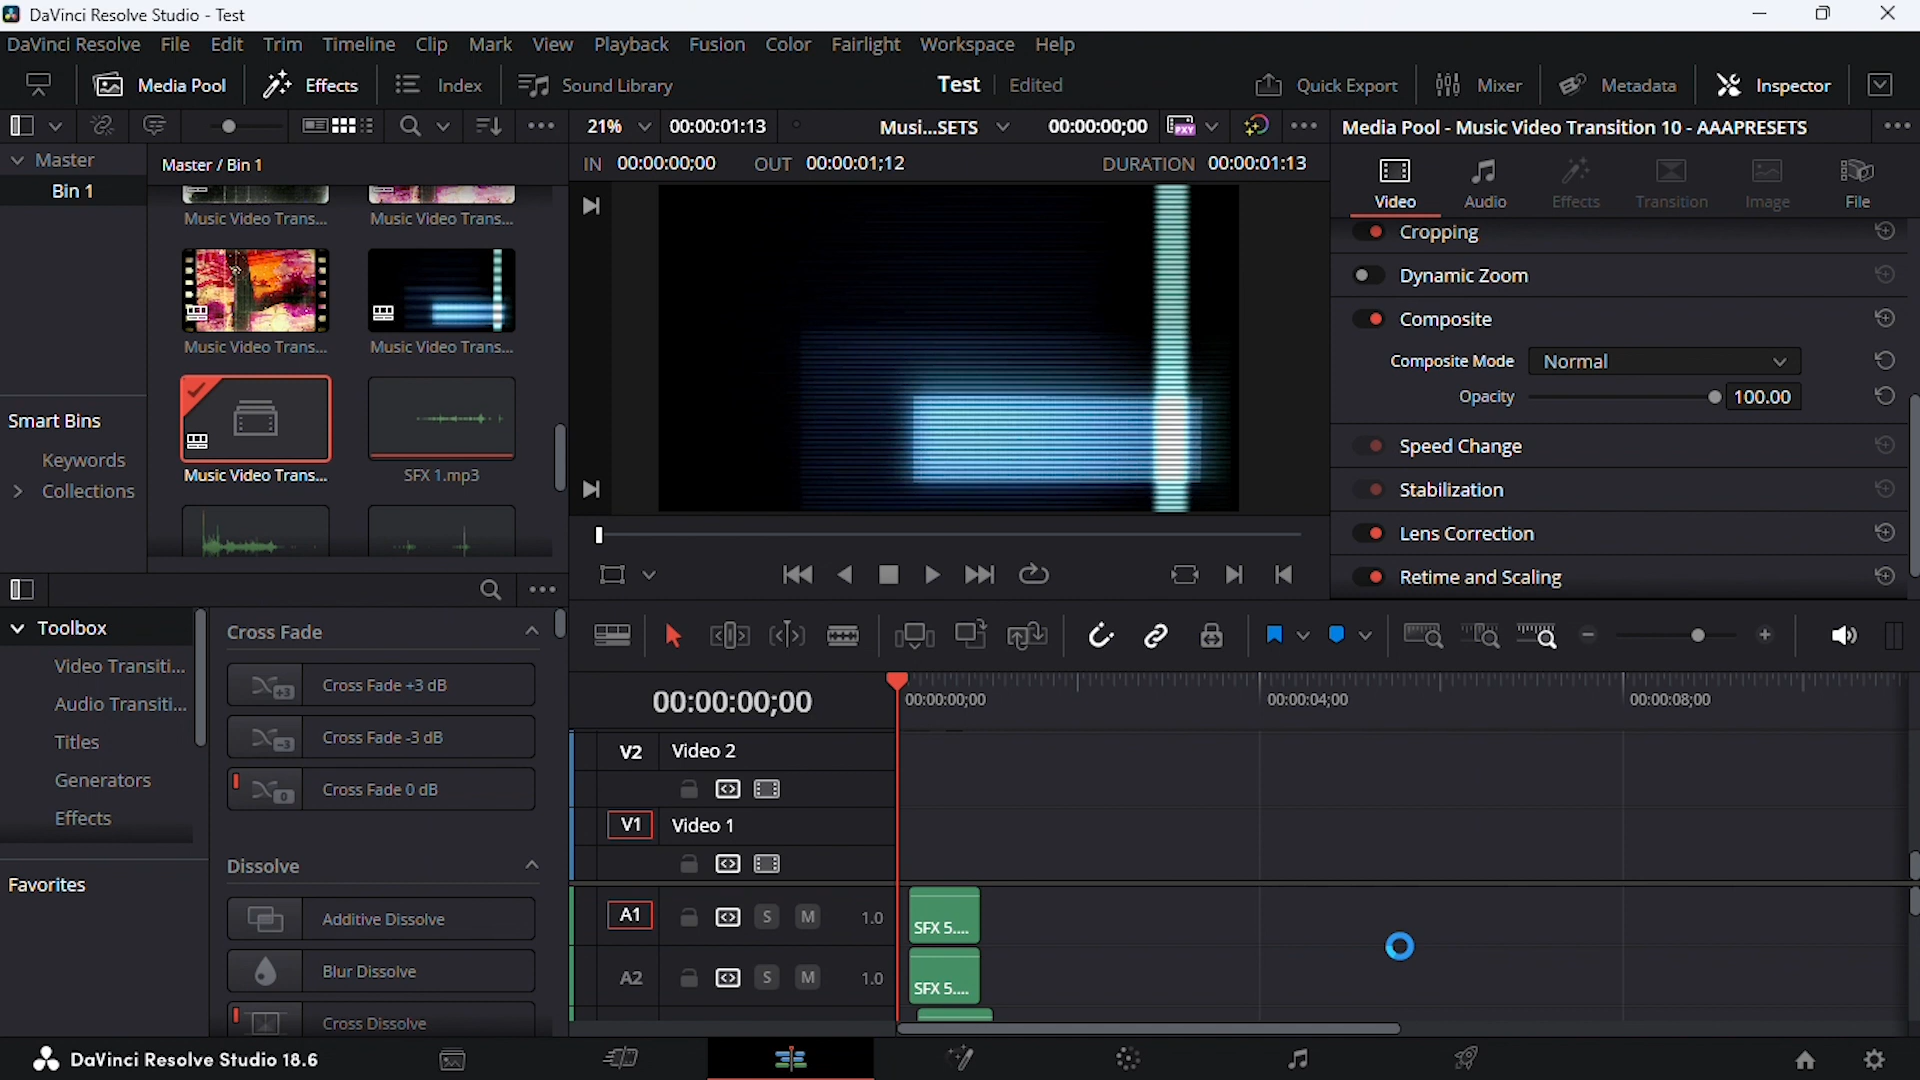 DaVinci Resolve Studio - Test
DaVinci Resolve File Edit Trim Timeline Clip Mark View Playback Fusion Color Fairlight Workspace Help
Media Pool Effects Index Sound Library Test Edited Quick Export Mixer Metadata Inspector
21% 00:00:01:13 Musi...SETS 00:00:00;00 PXY Media Pool - Music Video Transition 10 - AAAPRESETS
Master
Bin 1
Master / Bin 1
IN 00:00:00;00 OUT 00:00:01;12 DURATION 00:00:01:13
Video Audio Effects Transition Image File
Music Video Trans... Music Video Trans...
Music Video Trans... Music Video Trans...
Music Video Trans... SFX 1.mp3
Smart Bins
Keywords
Collections
Cropping
Dynamic Zoom
Composite
Composite Mode Normal
Opacity 100.00
Speed Change
Stabilization
Lens Correction
Retime and Scaling
Toolbox
Video Transiti...
Audio Transiti...
Titles
Generators
Effects
Favorites
Cross Fade
+3 Cross Fade +3 dB
-3 Cross Fade -3 dB
0 Cross Fade 0 dB
Dissolve
Additive Dissolve
Blur Dissolve
Cross Dissolve
00:00:00;00 00:00:00;00 00:00:04;00 00:00:08;00
V2 Video 2
V1 Video 1
A1 S M 1.0 SFX 5....
A2 S M 1.0 SFX 5....
DaVinci Resolve Studio 18.6